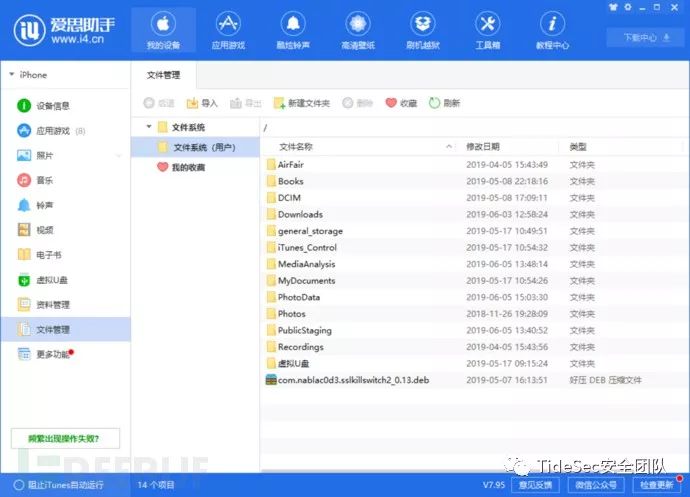 爱思助手
www.i4.cn
我的设备
应用游戏
酷炫铃声
高清壁纸
刷机越狱
工具箱
教程中心
下载中心
iPhone
文件管理
设备信息
应用游戏 (8)
照片
音乐
铃声
视频
电子书
虚拟U盘
资料管理
文件管理
更多功能
频繁出现操作失败?
后退
导入
导出
新建文件夹
删除
收藏
刷新
文件系统
文件系统（用户）
我的收藏
/
文件名称 修改日期 类型
AirFair 2019-04-05 15:43:49 文件夹
Books 2019-05-08 22:18:16 文件夹
DCIM 2019-05-08 17:09:11 文件夹
Downloads 2019-06-03 12:58:24 文件夹
general_storage 2019-05-17 10:49:51 文件夹
iTunes_Control 2019-05-17 10:54:32 文件夹
MediaAnalysis 2019-06-05 13:48:14 文件夹
MyDocuments 2019-05-17 10:54:26 文件夹
PhotoData 2019-06-05 15:03:30 文件夹
Photos 2018-11-26 19:28:09 文件夹
PublicStaging 2019-06-05 13:40:52 文件夹
Recordings 2019-04-05 15:43:56 文件夹
虚拟U盘 2019-05-17 09:15:24 文件夹
com.nablac0d3.sslkillswitch2_0.13.deb 2019-05-07 16:13:51 好压 DEB 压缩文件
TideSec安全团队
FREEBUF
阻止iTunes自动运行
14 个项目
V7.95
意见反馈
微信公众号
检查更新